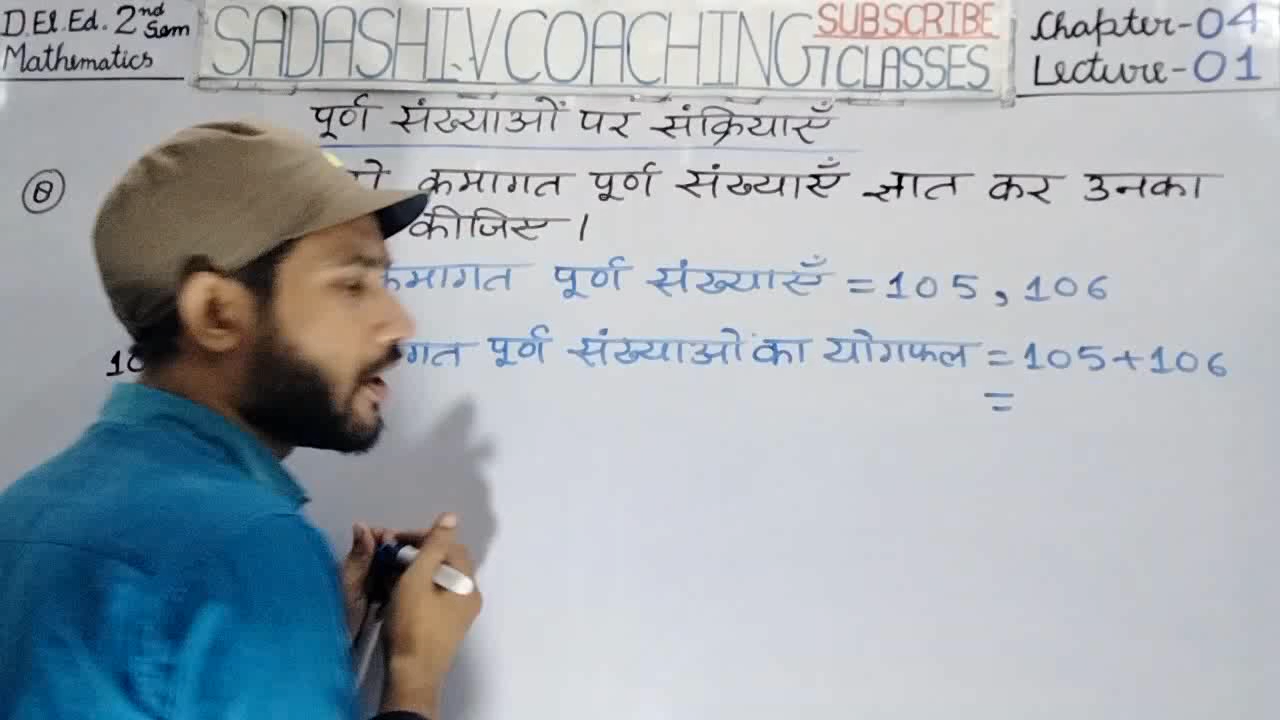 D.El.Ed. 2nd Sem
Mathematics
SADASHIV COACHING CLASSES
SUBSCRIBE
Chapter-04
Lecture-01
पूर्ण संख्याओं पर संक्रियाएँ
क्रमागत पूर्ण संख्याएँ ज्ञात कर उनका
कीजिए।
क्रमागत पूर्ण संख्याएँ = 105, 106
पूर्ण संख्याओं का योगफल = 105+106
=